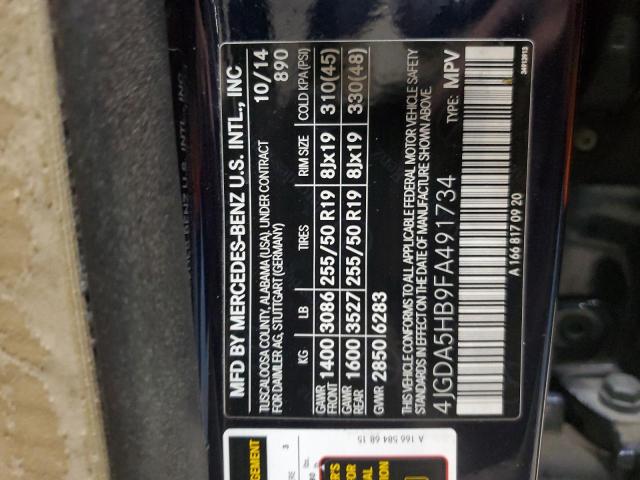 MFD BY MERCEDES-BENZ U.S. INTL., INC
10/14
TUSCALOOSA COUNTY, ALABAMA (USA), UNDER CONTRACT
890
FOR DAIMLER AG, STUTTGART (GERMANY)
KG LB TIRES RIM SIZE COLD KPA(PSI)
GAWR FRONT 1400 3086 255/50 R19 8Jx19 310(45)
GAWR REAR 1600 3527 255/50 R19 8Jx19 330(48)
GVWR 2850 6283
THIS VEHICLE CONFORMS TO ALL APPLICABLE FEDERAL MOTOR VEHICLE SAFETY
STANDARDS IN EFFECT ON THE DATE OF MANUFACTURE SHOWN ABOVE.
4JGDA5HB9FA491734 TYPE: MPV
A 166 817 09 20
34912913
A 166 584 68 15